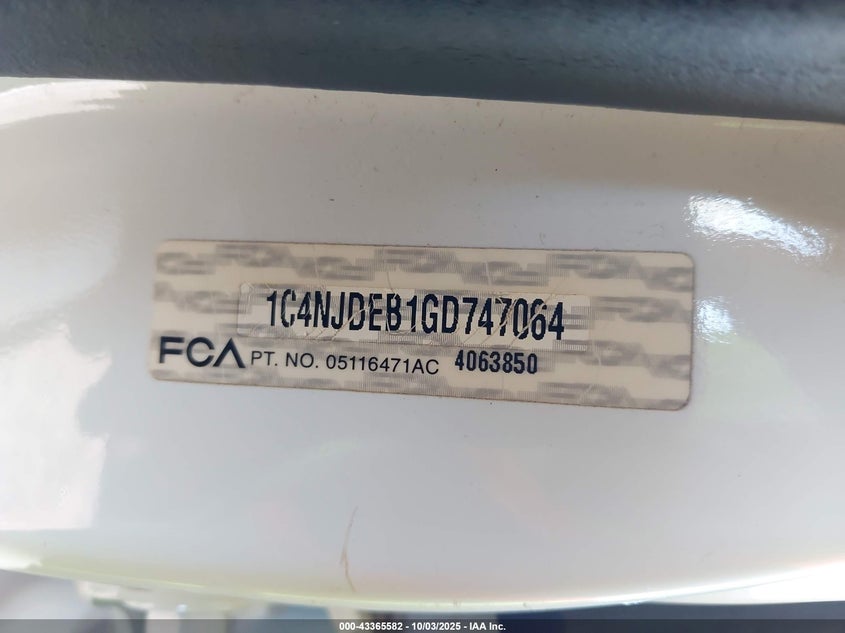 1C4NJDEB1GD747064
FCA PT. NO. 05116471AC 4063850
000-43365582 - 10/03/2025 - IAA Inc.